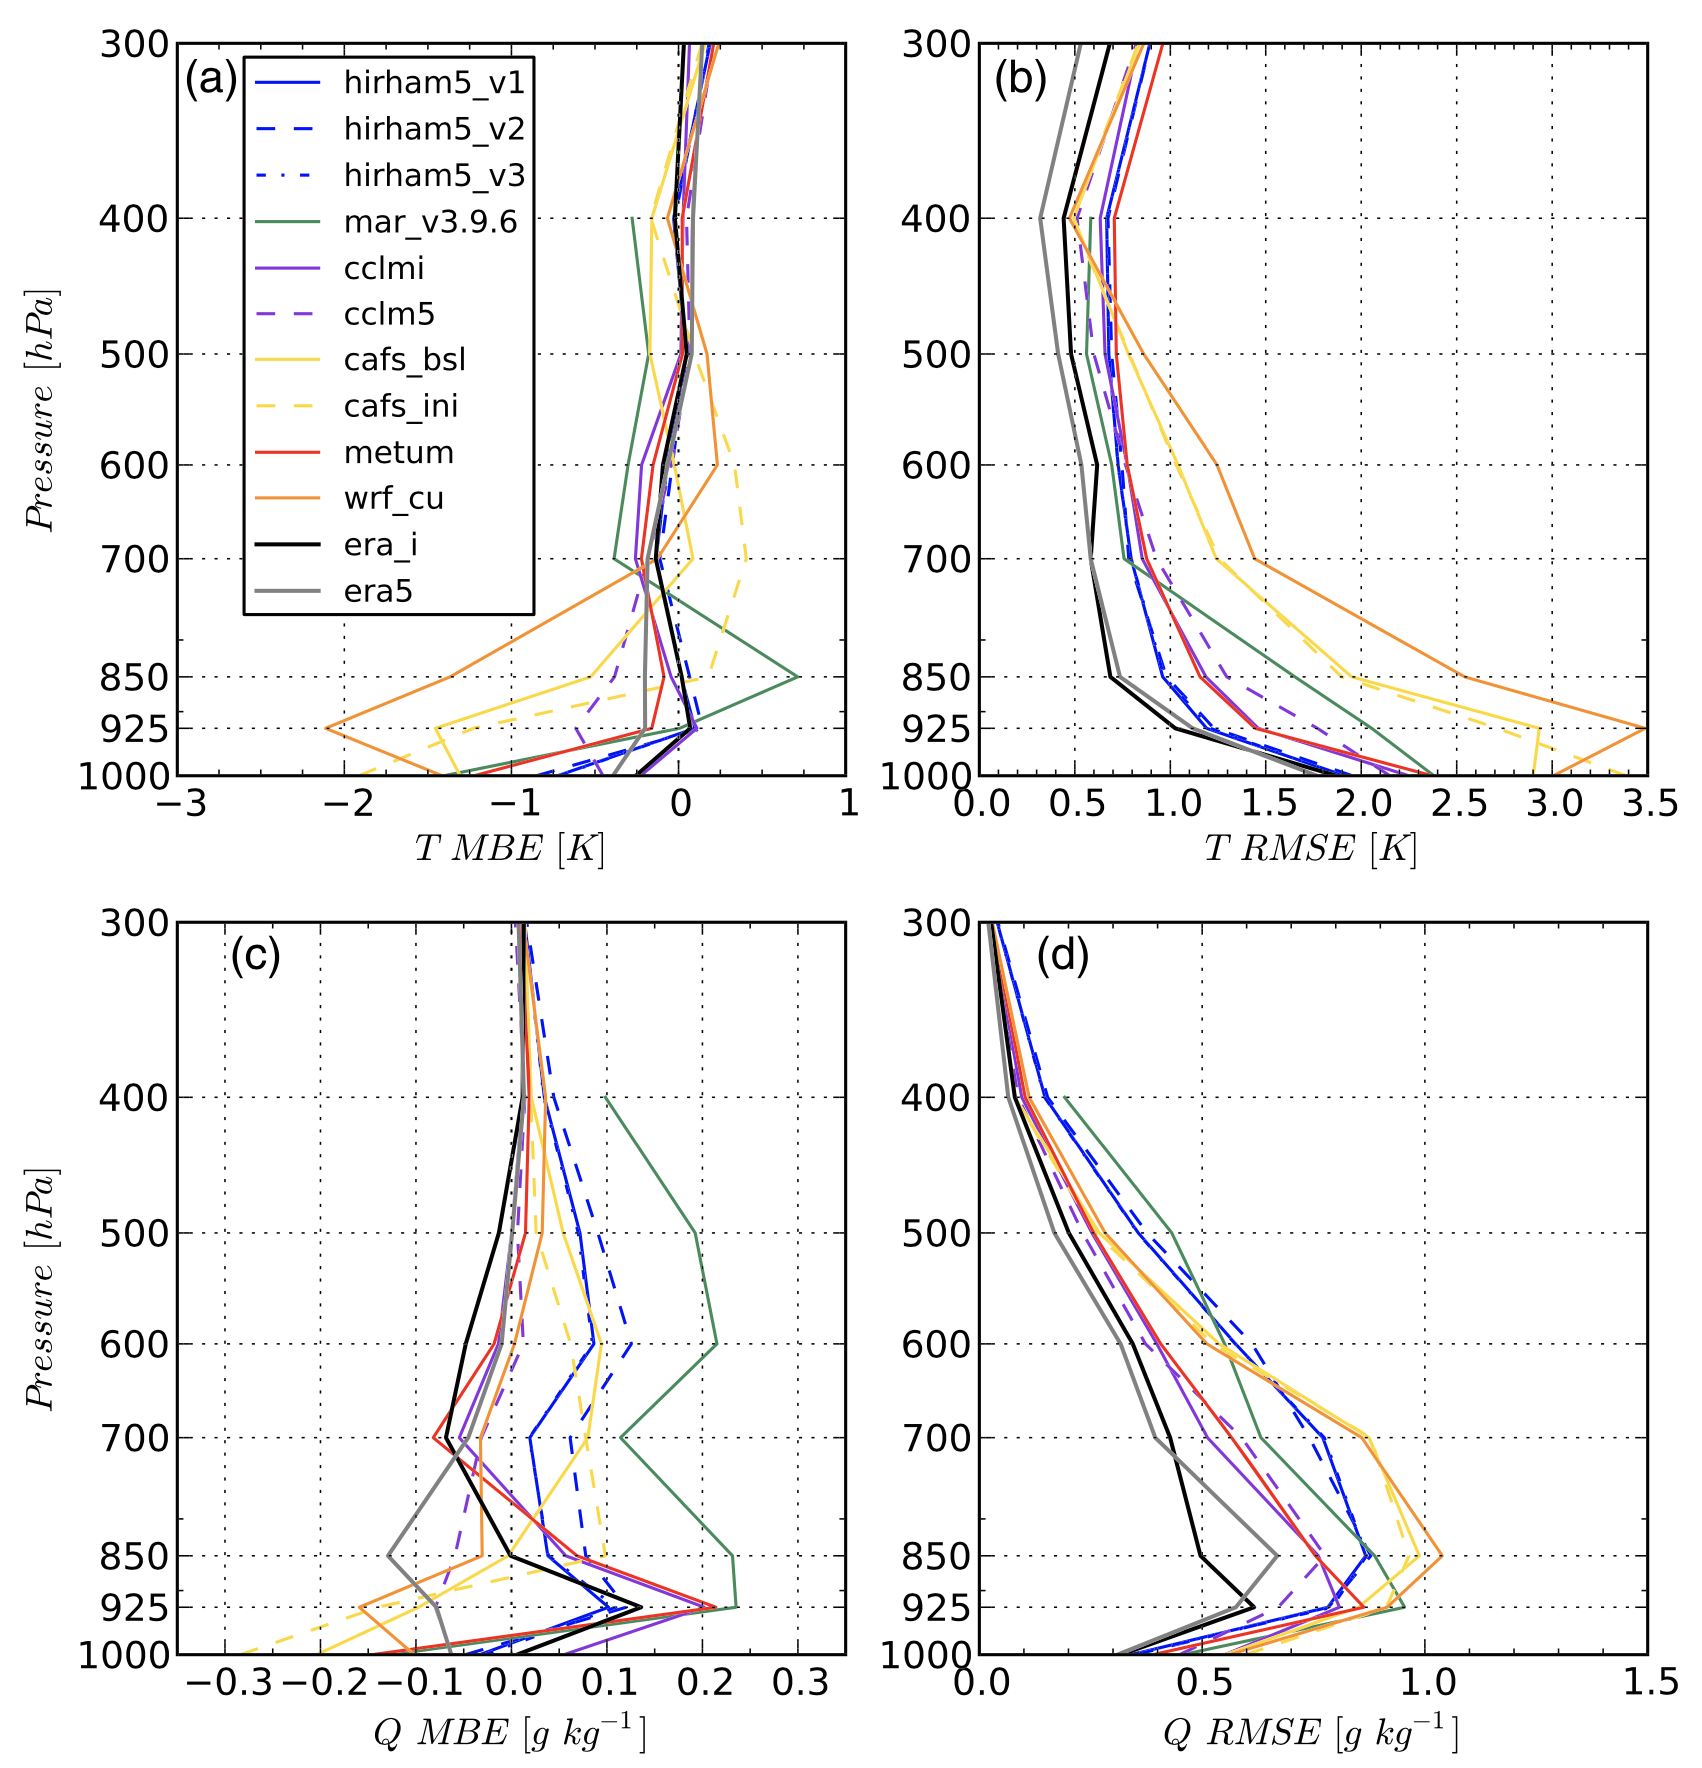 (a)
hirham5_v1
hirham5_v2
hirham5_v3
mar_v3.9.6
cclmi
cclm5
cafs_bsl
cafs_ini
metum
wrf_cu
era_i
era5
300
400
500
600
700
850
925
1000
Pressure [hPa]
−3 −2 −1 0 1
T MBE [K]
(b)
300
400
500
600
700
850
925
1000
0.0 0.5 1.0 1.5 2.0 2.5 3.0 3.5
T RMSE [K]
(c)
300
400
500
600
700
850
925
1000
Pressure [hPa]
−0.3 −0.2 −0.1 0.0 0.1 0.2 0.3
Q MBE [g kg⁻¹]
(d)
300
400
500
600
700
850
925
1000
0.0 0.5 1.0 1.5
Q RMSE [g kg⁻¹]